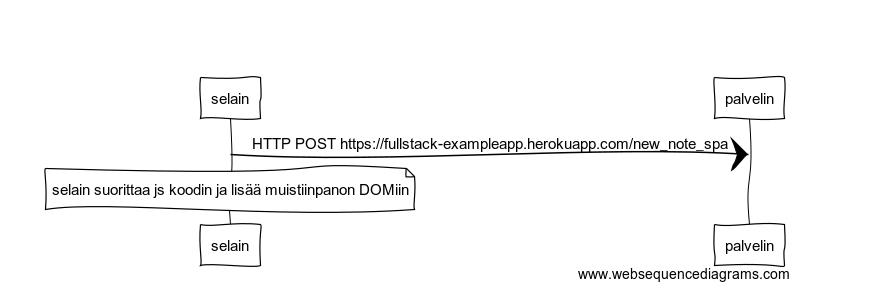 selain
palvelin
HTTP POST https://fullstack-exampleapp.herokuapp.com/new_note_spa
selain suorittaa js koodin ja lisää muistiinpanon DOMiin
selain
palvelin
www.websequencediagrams.com